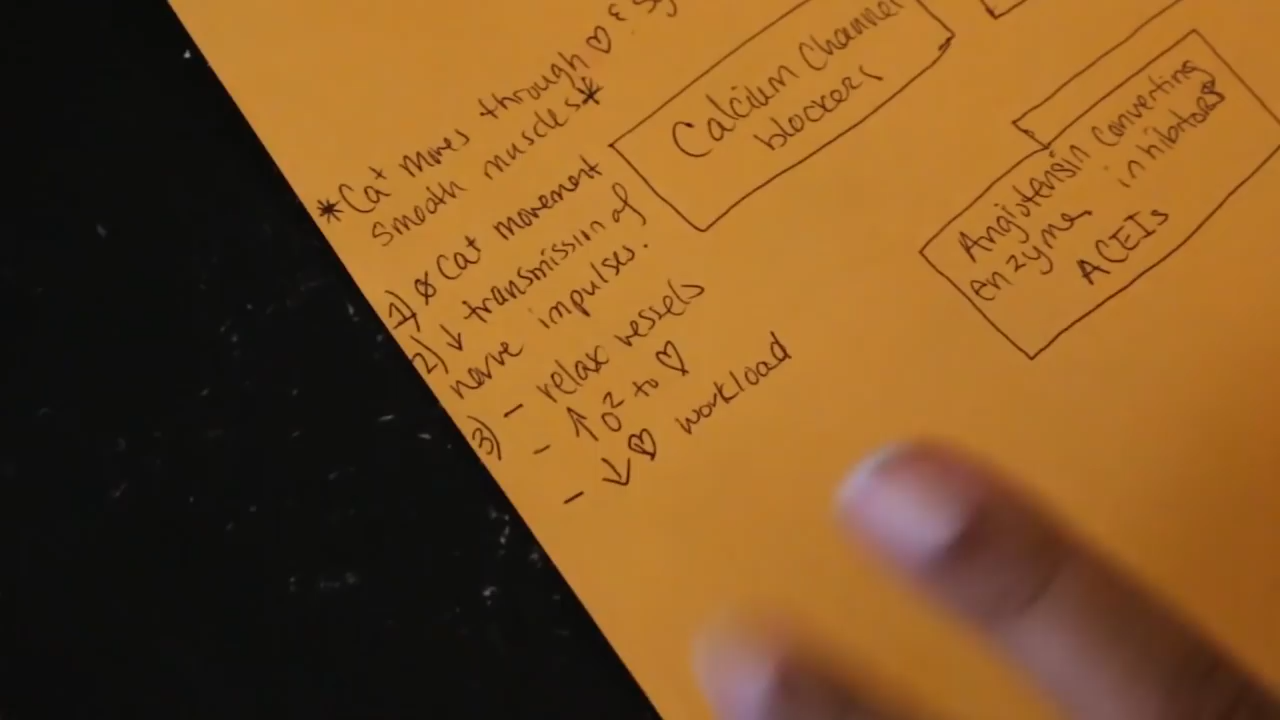 *Ca+ moves through ♡ &
smooth muscles*
1) ∅ Ca+ movement
2) ↓ transmission of
nerve impulses.
3) - relax vessels
- ↑ O² to ♡
- ↓ ♡ workload
Calcium Channel
blockers
Angiotensin Converting
enzyme inhibitors
ACEIs